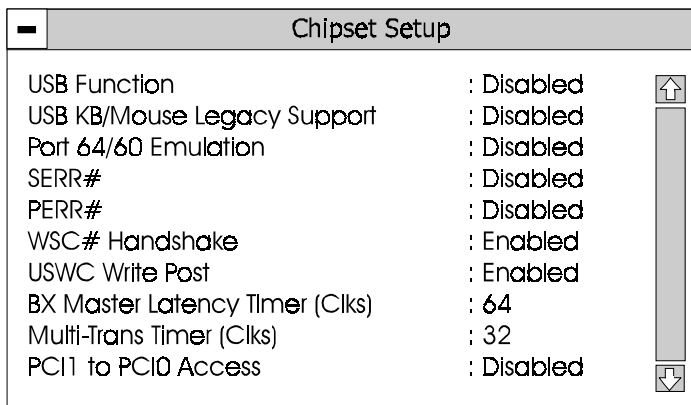 Chipset Setup
USB Function : Disabled
USB KB/Mouse Legacy Support : Disabled
Port 64/60 Emulation : Disabled
SERR# : Disabled
PERR# : Disabled
WSC# Handshake : Enabled
USWC Write Post : Enabled
BX Master Latency TImer (Clks) : 64
Multi-Trans Timer (Clks) : 32
PCI1 to PCI0 Access : Disabled